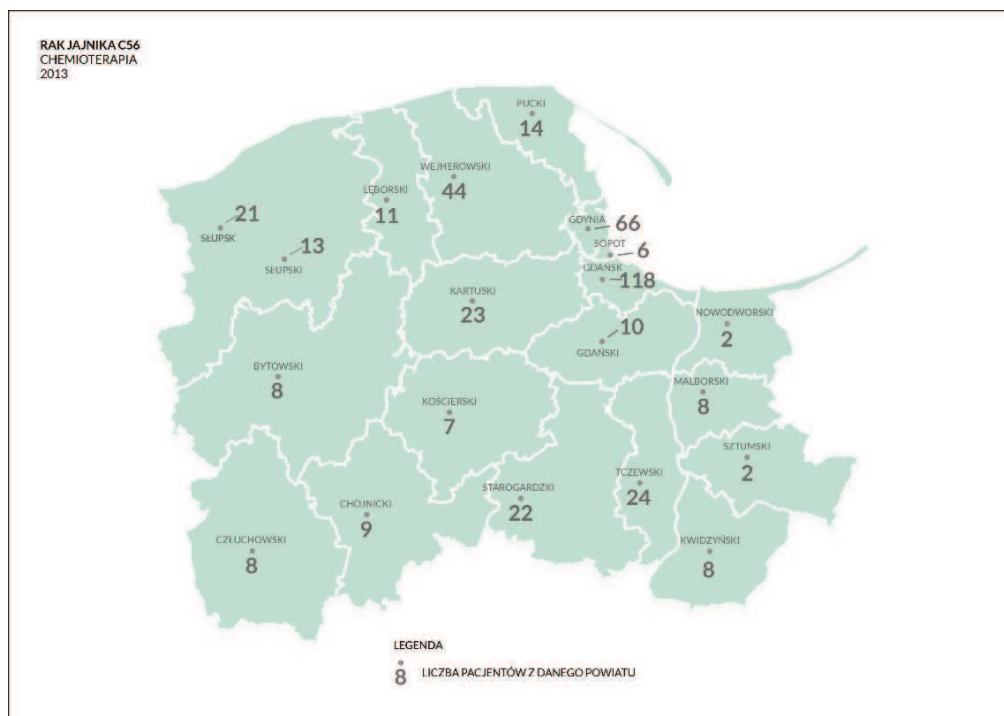 RAK JAJNIKA C56
CHEMIOTERAPIA
2013
PUCKI
14
WEJHEROWSKI
44
LĘBORSKI
11
21
SŁUPSK
13
SŁUPSKI
GDYNIA
66
SOPOT
6
GDAŃSK
118
KARTUSKI
23
10
GDAŃSKI
NOWODWORSKI
2
BYTOWSKI
8
KOŚCIERSKI
7
MALBORSKI
8
SZTUMSKI
2
TCZEWSKI
24
STAROGARDZKI
22
CHOJNICKI
9
CZŁUCHOWSKI
8
KWIDZYŃSKI
8
LEGENDA
8 LICZBA PACJENTÓW Z DANEGO POWIATU